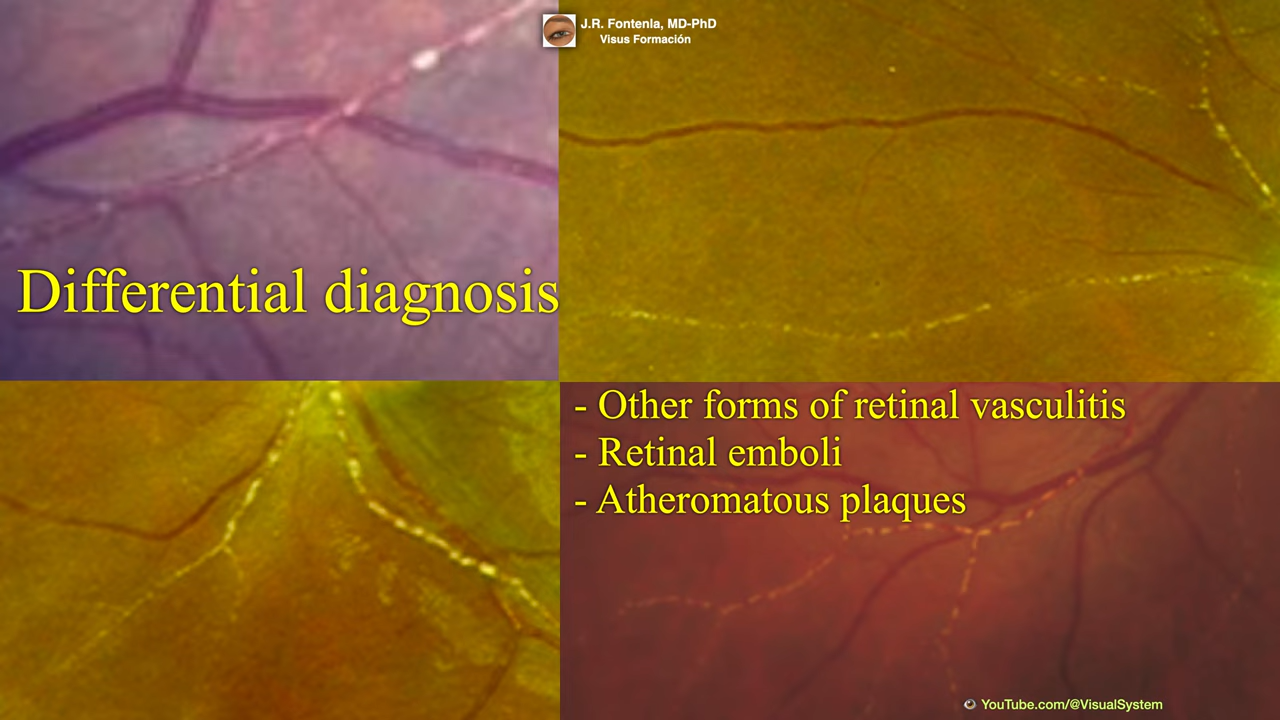 J.R. Fontenla, MD-PhD
Visus Formación
Differential diagnosis
- Other forms of retinal vasculitis
- Retinal emboli
- Atheromatous plaques
YouTube.com/@VisualSystem